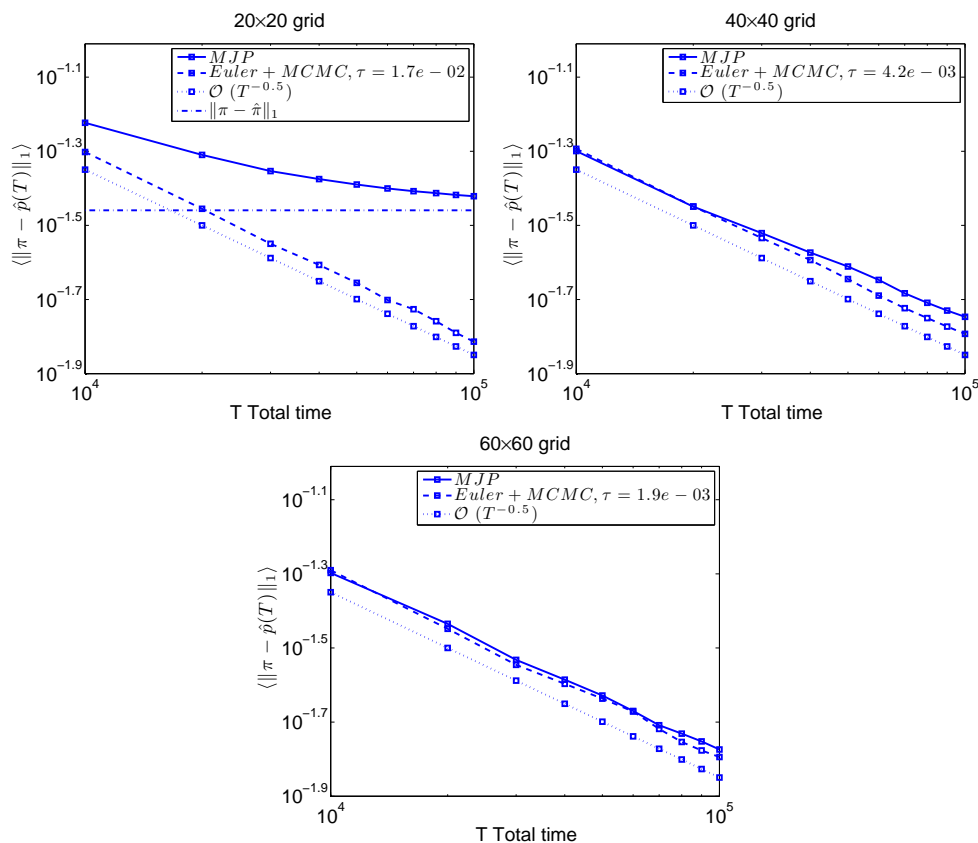 20×20 grid
10^-1.1
10^-1.3
10^-1.5
10^-1.7
10^-1.9
⟨‖π − p̂(T)‖₁⟩
MJP
Euler + MCMC, τ = 1.7e − 02
𝒪 (T^-0.5)
‖π − π̂‖₁
10^4
10^5
T Total time
40×40 grid
10^-1.1
10^-1.3
10^-1.5
10^-1.7
10^-1.9
⟨‖π − p̂(T)‖₁⟩
MJP
Euler + MCMC, τ = 4.2e − 03
𝒪 (T^-0.5)
10^4
10^5
T Total time
60×60 grid
10^-1.1
10^-1.3
10^-1.5
10^-1.7
10^-1.9
⟨‖π − p̂(T)‖₁⟩
MJP
Euler + MCMC, τ = 1.9e − 03
𝒪 (T^-0.5)
10^4
10^5
T Total time